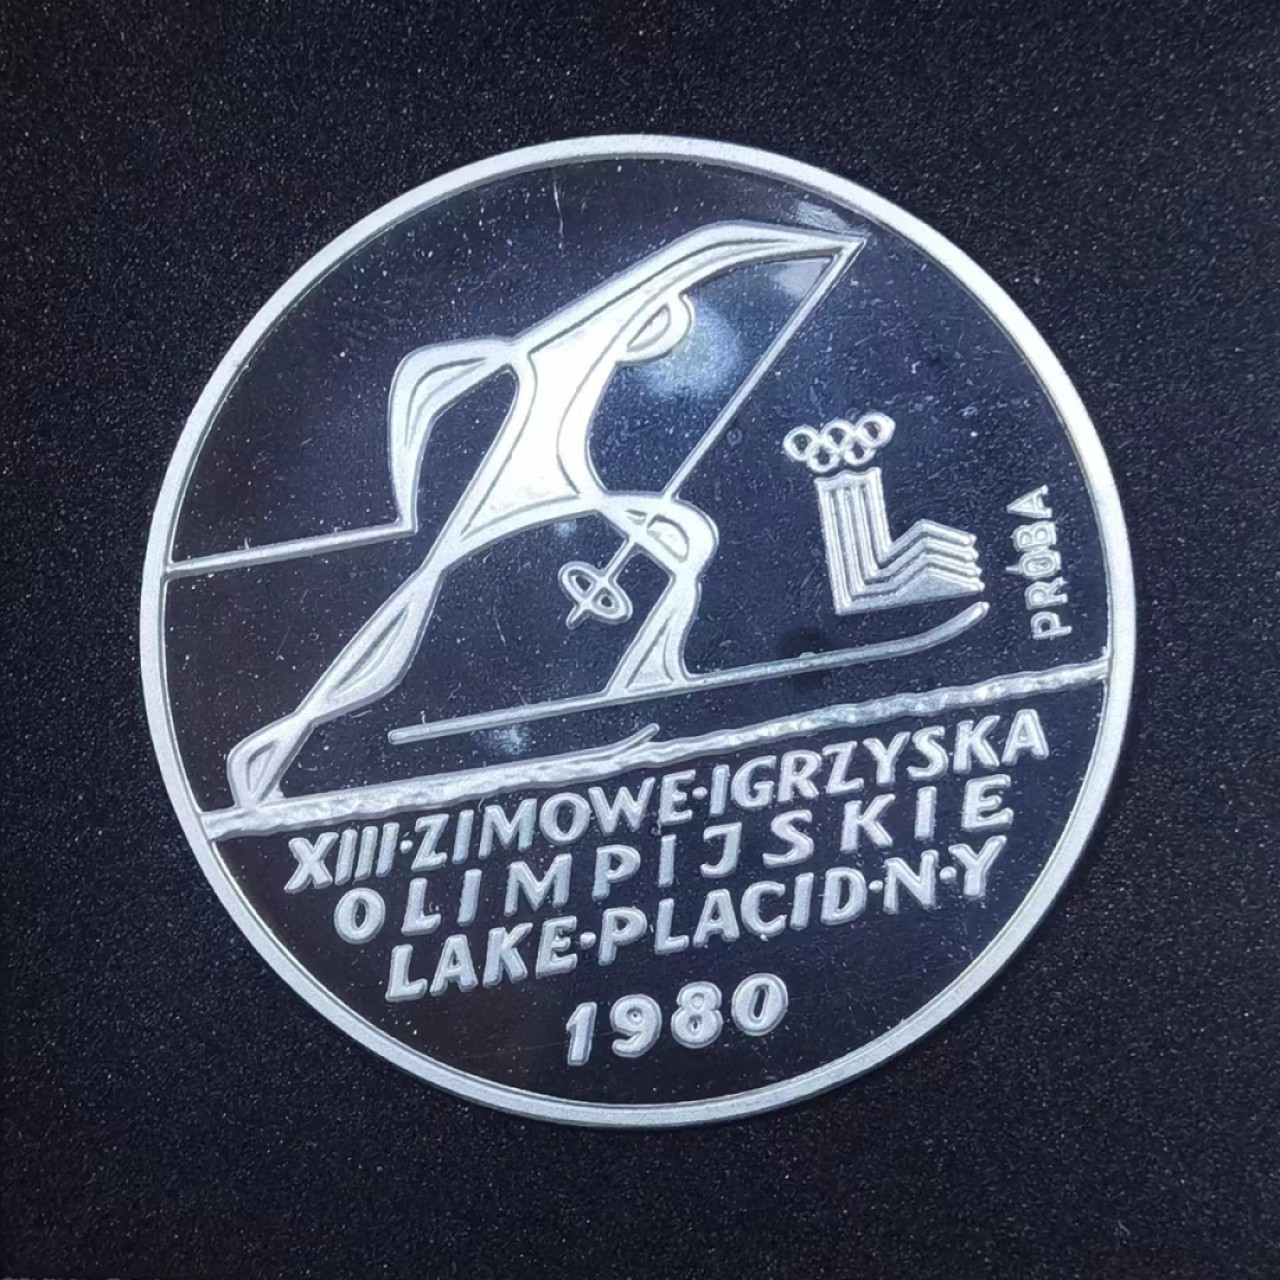 PRÓBA
XIII·ZIMOWE·IGRZYSKA
OLIMPIJSKIE
LAKE·PLACID·N·Y
1980